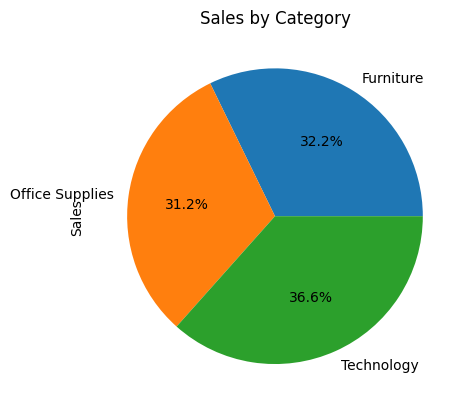 Sales by Category
Furniture
32.2%
Office Supplies
31.2%
Sales
36.6%
Technology